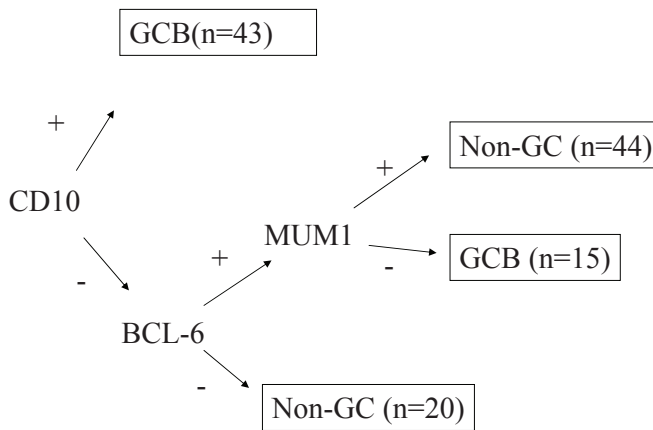 GCB(n=43)
+
Non-GC (n=44)
+
CD10
MUM1
+
GCB (n=15)
-
-
BCL-6
-
Non-GC (n=20)